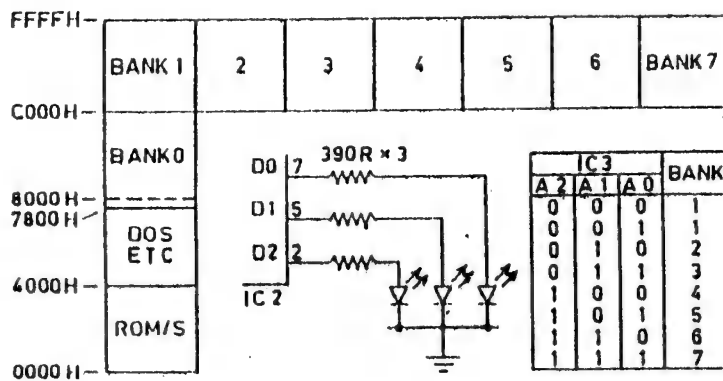 FFFFH
BANK 1 2 3 4 5 6 BANK 7
C000H
BANK 0
8000H
7800H
DOS
ETC
4000H
ROM/S
0000H
390R × 3
D0 7
D1 5
D2 2
IC2
IC3 BANK
A2 A1 A0
0 0 0 1
0 0 1 1
0 1 0 2
0 1 1 3
1 0 0 4
1 0 1 5
1 1 0 6
1 1 1 7